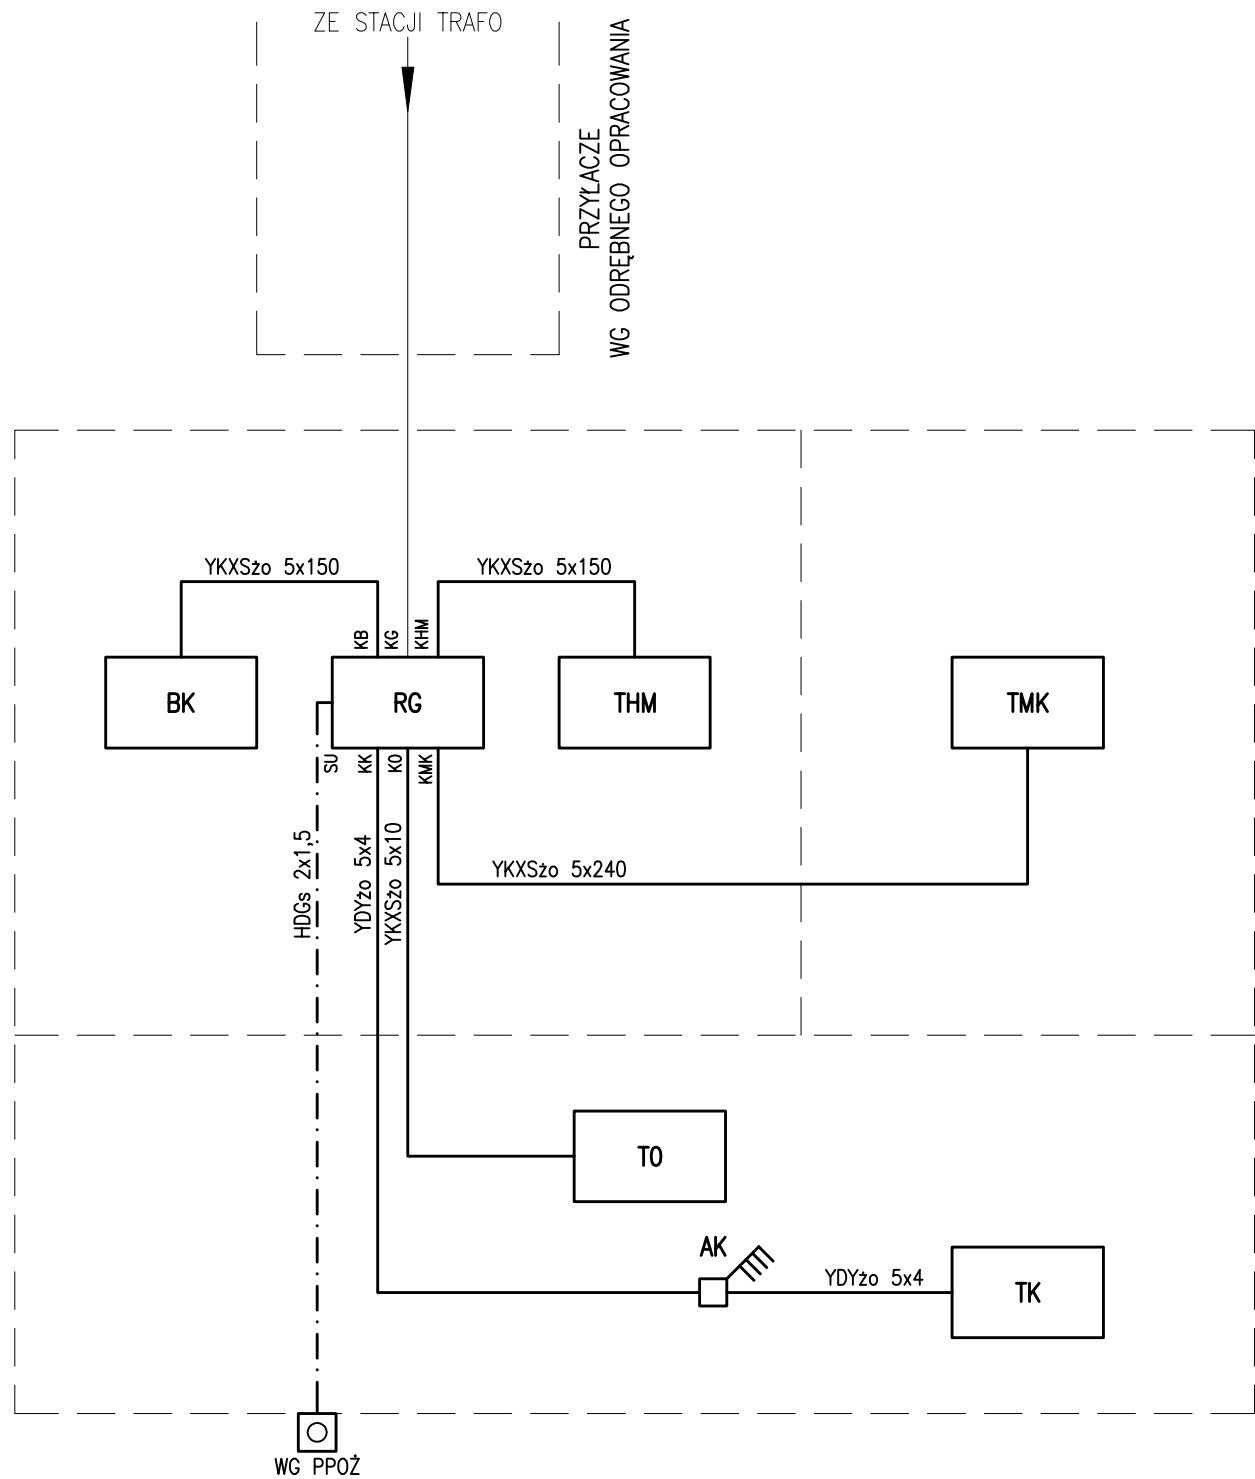 ZE STACJI TRAFO
PRZYŁĄCZE
WG ODRĘBNEGO OPRACOWANIA
YKXSżo 5x150
YKXSżo 5x150
KB
KG
KHM
BK
RG
THM
TMK
SU
KK
KO
KMK
HDGs 2x1,5
YDYżo 5x4
YKXSżo 5x10
YKXSżo 5x240
TO
AK
YDYżo 5x4
TK
WG PPOŻ